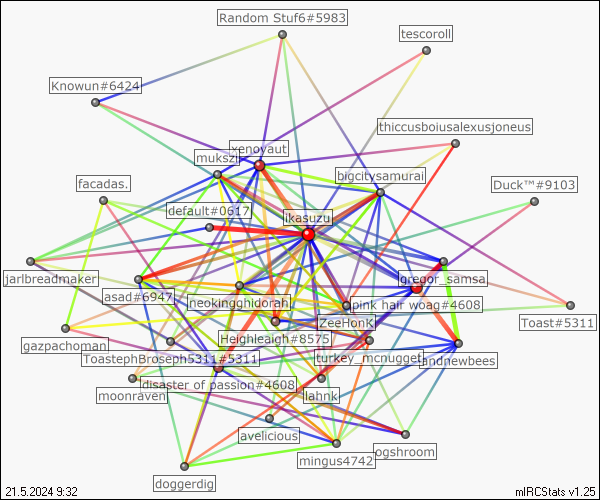 Random Stuf6#5983
tescoroll
Knowun#6424
thiccusboiusalexusjoneus
xenoyaut
mukszi
bigcitysamurai
facadas.
Duck™#9103
default#0617
ikasuzu
jarlbreadmaker
gregor_samsa
asad#6947
neokingghidorah
pink hair woag#4608
ZeeHonk
Toast#5311
Heighleaigh#8575
gazpachoman
ToastephBroseph5311#5311
turkey_mcnugget
landnewbees
disaster of passion#4608
moonraven
lahnk
avelicious
ogshroom
mingus4742
doggerdig
21.5.2024 9:32
mIRCStats v1.25